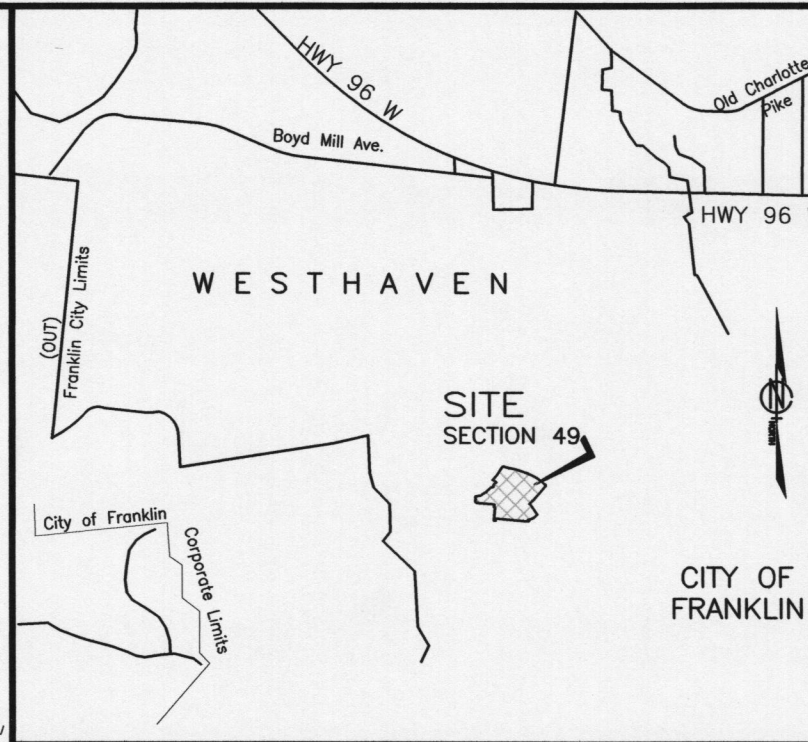 HWY 96 W
Old Charlotte
Pike
Boyd Mill Ave.
HWY 96
(OUT)
Franklin City Limits
WESTHAVEN
SITE
SECTION 49
NORTH
City of Franklin
Corporate Limits
CITY OF
FRANKLIN